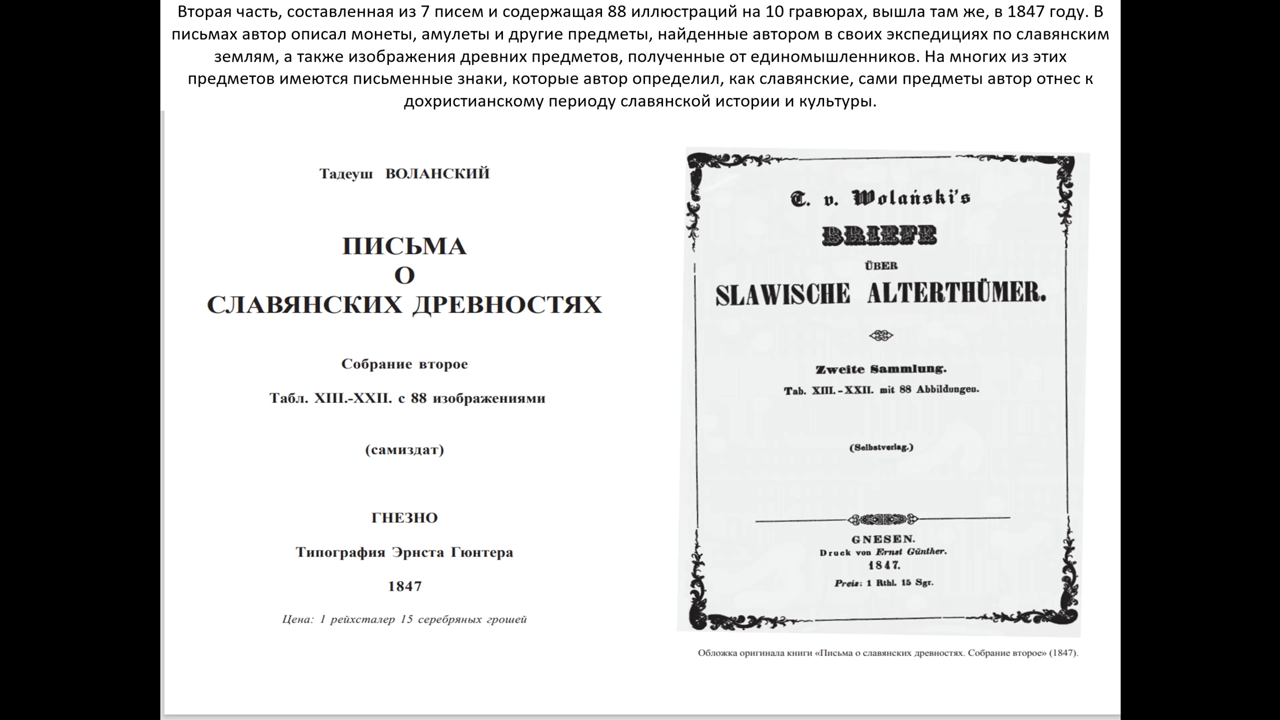 Вторая часть, составленная из 7 писем и содержащая 88 иллюстраций на 10 гравюрах, вышла там же, в 1847 году. В
письмах автор описал монеты, амулеты и другие предметы, найденные автором в своих экспедициях по славянским
землям, а также изображения древних предметов, полученные от единомышленников. На многих из этих
предметов имеются письменные знаки, которые автор определил, как славянские, сами предметы автор отнес к
дохристианскому периоду славянской истории и культуры.
Тадеуш ВОЛАНСКИЙ
ПИСЬМА
О
СЛАВЯНСКИХ ДРЕВНОСТЯХ
Собрание второе
Табл. XIII.-XXII. с 88 изображениями
(самиздат)
ГНЕЗНО
Типография Эрнста Гюнтера
1847
Цена: 1 рейхсталер 15 серебряных грошей
T. v. Wolański's
BRIEFE
ÜBER
SLAWISCHE ALTERTHÜMER.
Zweite Sammlung.
Tab. XIII.-XXII. mit 88 Abbildungen.
(Selbstverlag.)
GNESEN.
Druck von Ernst Günther.
1847.
Preis: 1 Rthl. 15 Sgr.
Обложка оригинала книги «Письма о славянских древностях. Собрание второе» (1847).